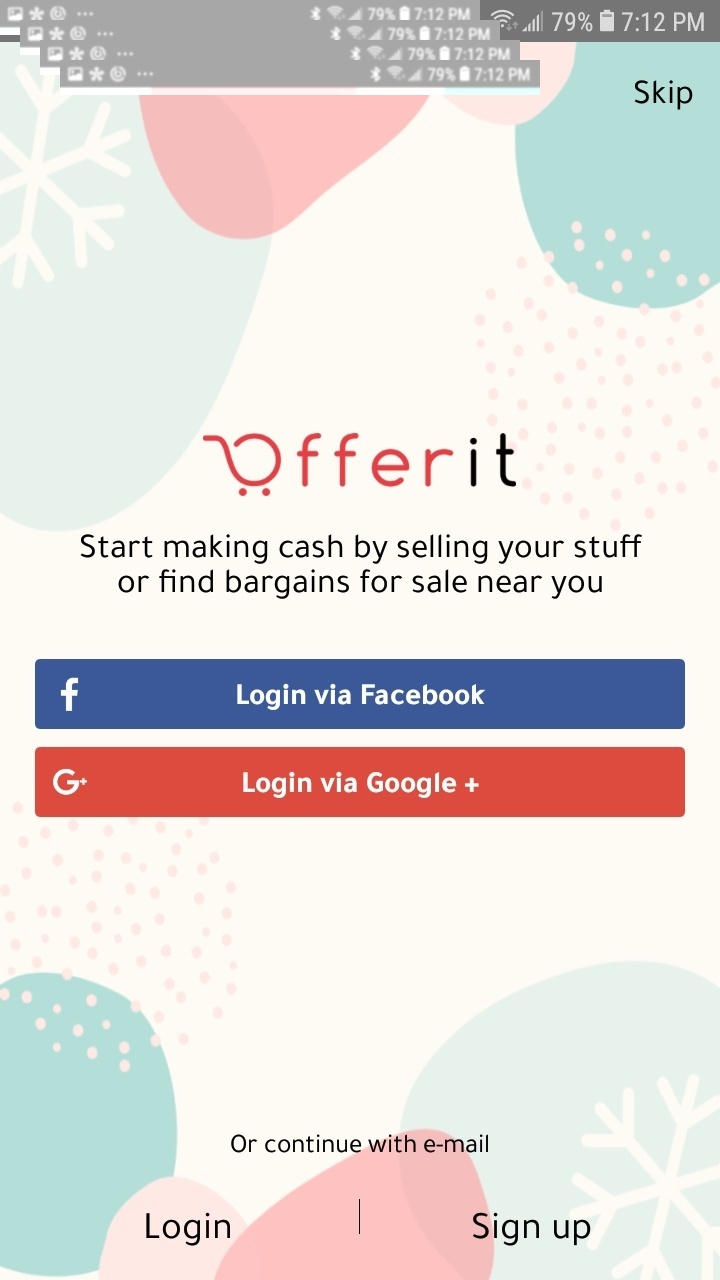 79% 7:12 PM
79% 7:12 PM
79% 7:12 PM
79% 7:12 PM
79% 7:12 PM
Skip
Offerit
Start making cash by selling your stuff
or find bargains for sale near you
f Login via Facebook
G+ Login via Google +
Or continue with e-mail
Login
Sign up